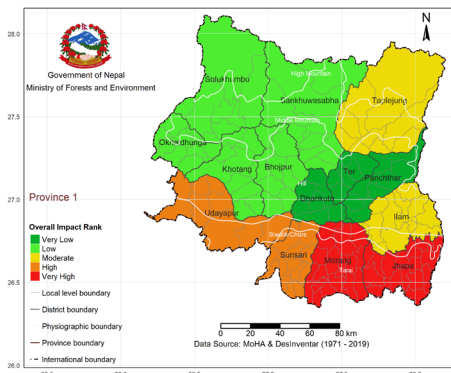 28.0
N
Government of Nepal
Ministry of Forests and Environment
Solukhumbu
High Mountain
Sankhuwasabha
Taplejung
27.5
Middle Mountain
Okhaldhunga
Khotang
Bhojpur
Ter
Panchthar
Hill
Dhankuta
27.0
Province 1
Udayapur
Ilam
Overall Impact Rank
Very Low
Low
Moderate
High
Very High
Siwalik/Chure
Sunsari
Morang
Jhapa
Tarai
26.5
Local level boundary
District boundary
Physiographic boundary
Province boundary
International boundary
0 20 40 60 80 km
Data Source: MoHA & DesInventar (1971 - 2019)
26.0